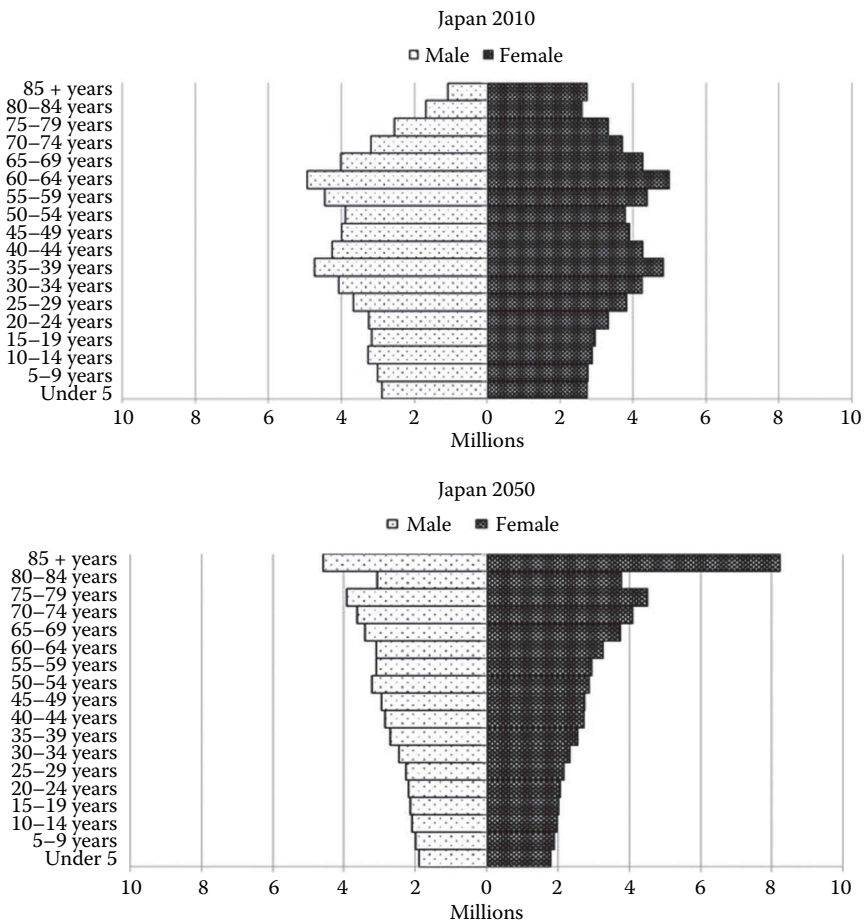 Japan 2010
Male Female
85 + years
80–84 years
75–79 years
70–74 years
65–69 years
60–64 years
55–59 years
50–54 years
45–49 years
40–44 years
35–39 years
30–34 years
25–29 years
20–24 years
15–19 years
10–14 years
5–9 years
Under 5
10 8 6 4 2 0 2 4 6 8 10
Millions
Japan 2050
Male Female
85 + years
80–84 years
75–79 years
70–74 years
65–69 years
60–64 years
55–59 years
50–54 years
45–49 years
40–44 years
35–39 years
30–34 years
25–29 years
20–24 years
15–19 years
10–14 years
5–9 years
Under 5
10 8 6 4 2 0 2 4 6 8 10
Millions